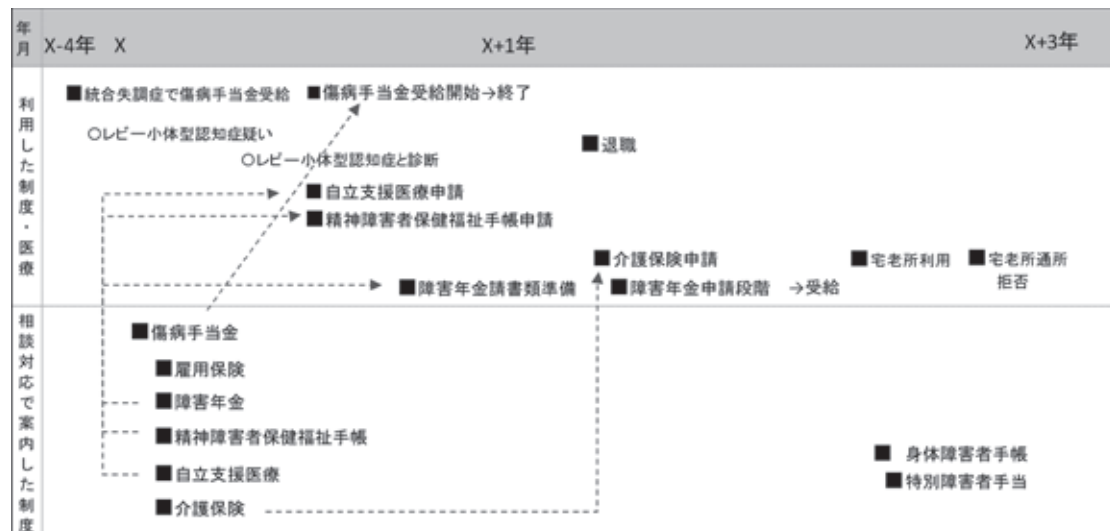 年月
X-4年 X X+1年 X+3年
利用した制度・医療
■統合失調症で傷病手当金受給 ■傷病手当金受給開始→終了
○レビー小体型認知症疑い
■退職
○レビー小体型認知症と診断
■自立支援医療申請
■精神障害者保健福祉手帳申請
■介護保険申請 ■宅老所利用 ■宅老所通所
拒否
■障害年金請書類準備 ■障害年金申請段階 →受給
相談対応で案内した制度
■傷病手当金
■雇用保険
■障害年金
■精神障害者保健福祉手帳
■ 身体障害者手帳
■自立支援医療
■特別障害者手当
■介護保険